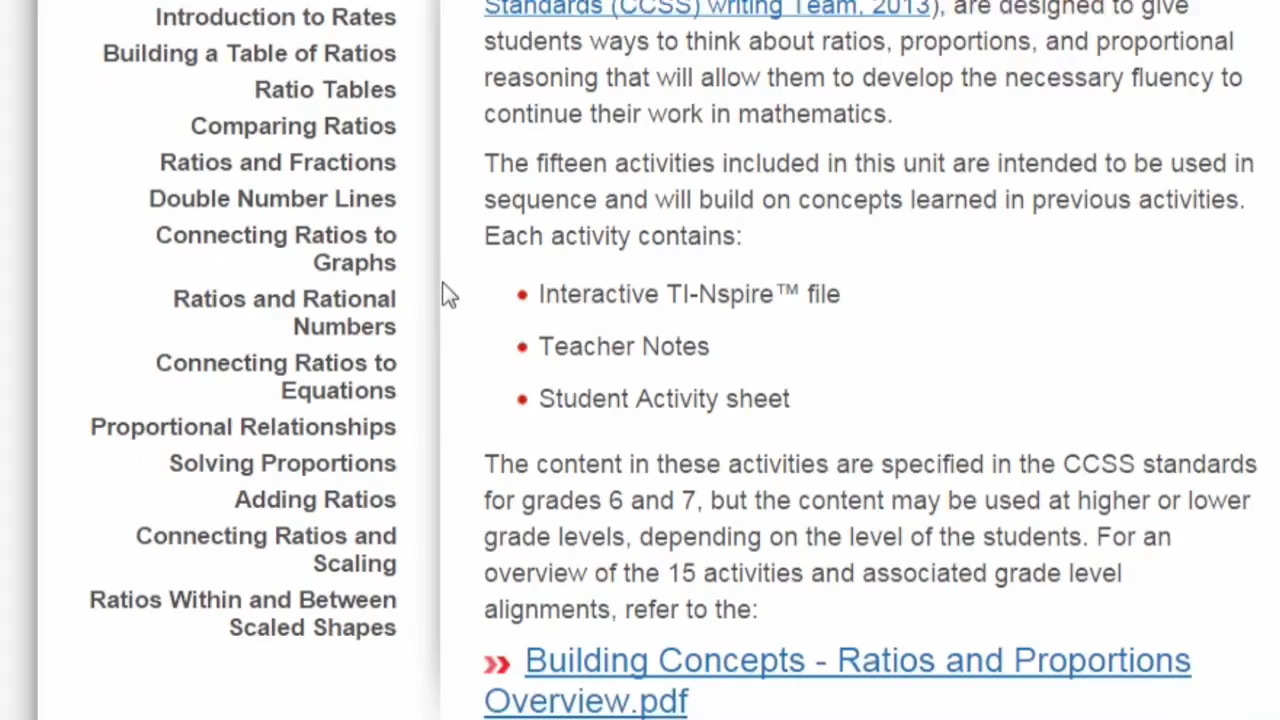 Introduction to Rates
Building a Table of Ratios
Ratio Tables
Comparing Ratios
Ratios and Fractions
Double Number Lines
Connecting Ratios to
Graphs
Ratios and Rational
Numbers
Connecting Ratios to
Equations
Proportional Relationships
Solving Proportions
Adding Ratios
Connecting Ratios and
Scaling
Ratios Within and Between
Scaled Shapes
Standards (CCSS) writing Team, 2013), are designed to give
students ways to think about ratios, proportions, and proportional
reasoning that will allow them to develop the necessary fluency to
continue their work in mathematics.
The fifteen activities included in this unit are intended to be used in
sequence and will build on concepts learned in previous activities.
Each activity contains:
Interactive TI-Nspire™ file
Teacher Notes
Student Activity sheet
The content in these activities are specified in the CCSS standards
for grades 6 and 7, but the content may be used at higher or lower
grade levels, depending on the level of the students. For an
overview of the 15 activities and associated grade level
alignments, refer to the:
Building Concepts - Ratios and Proportions
Overview.pdf